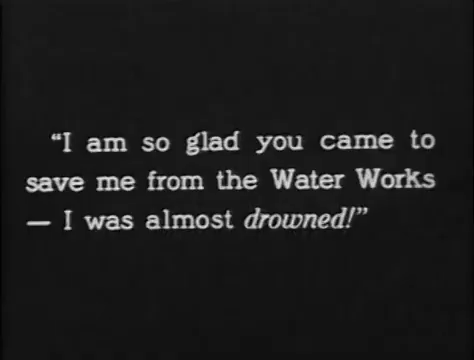 “I am so glad you came to
save me from the Water Works
— I was almost drowned!”